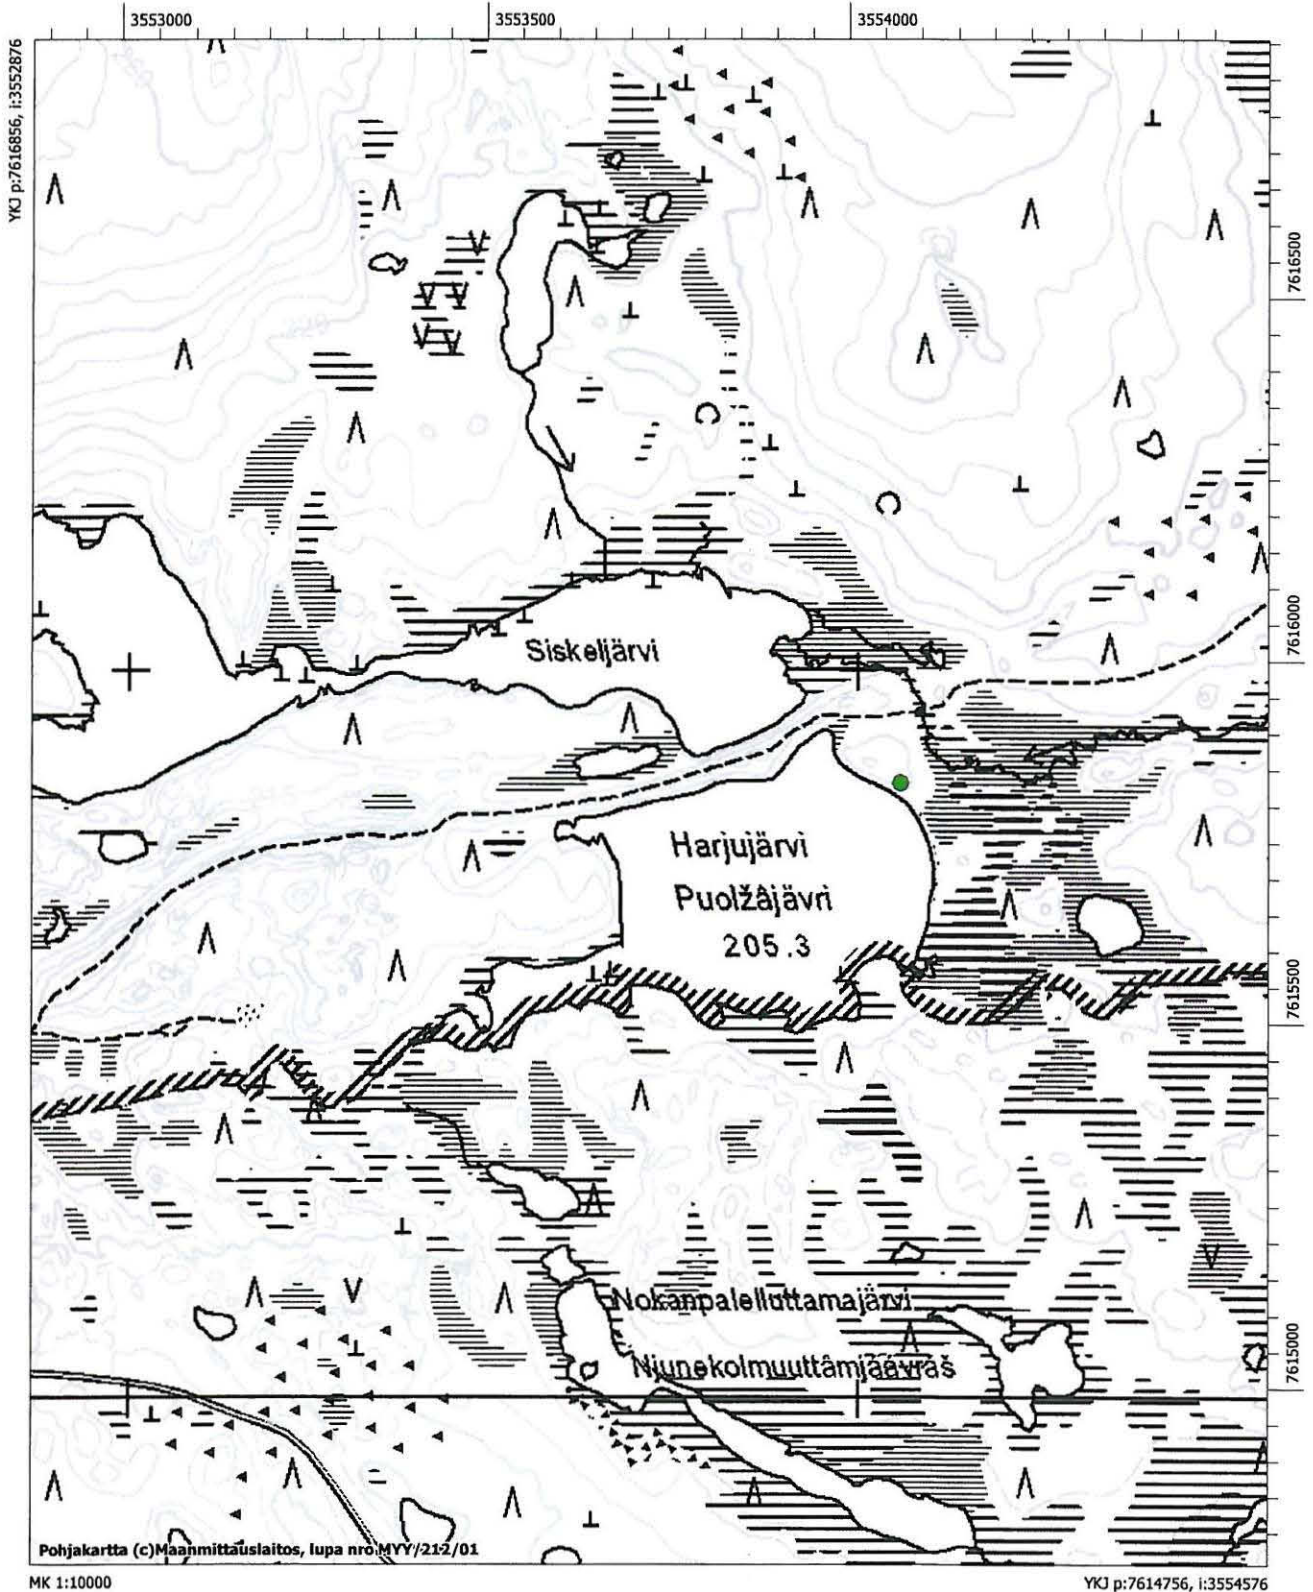 3553000
3553500
3554000
YKJ p:7616856, i:3552876
7616500
7616000
Siskeljärvi
Harjujärvi
Puolžâjävri
205.3
7615500
Nokanpalelluttamajärvi
Njunekolmuuttâmjäävráš
7615000
Pohjakartta (c)Maanmittauslaitos, lupa nro MYY/212/01
MK 1:10000
YKJ p:7614756, i:3554576